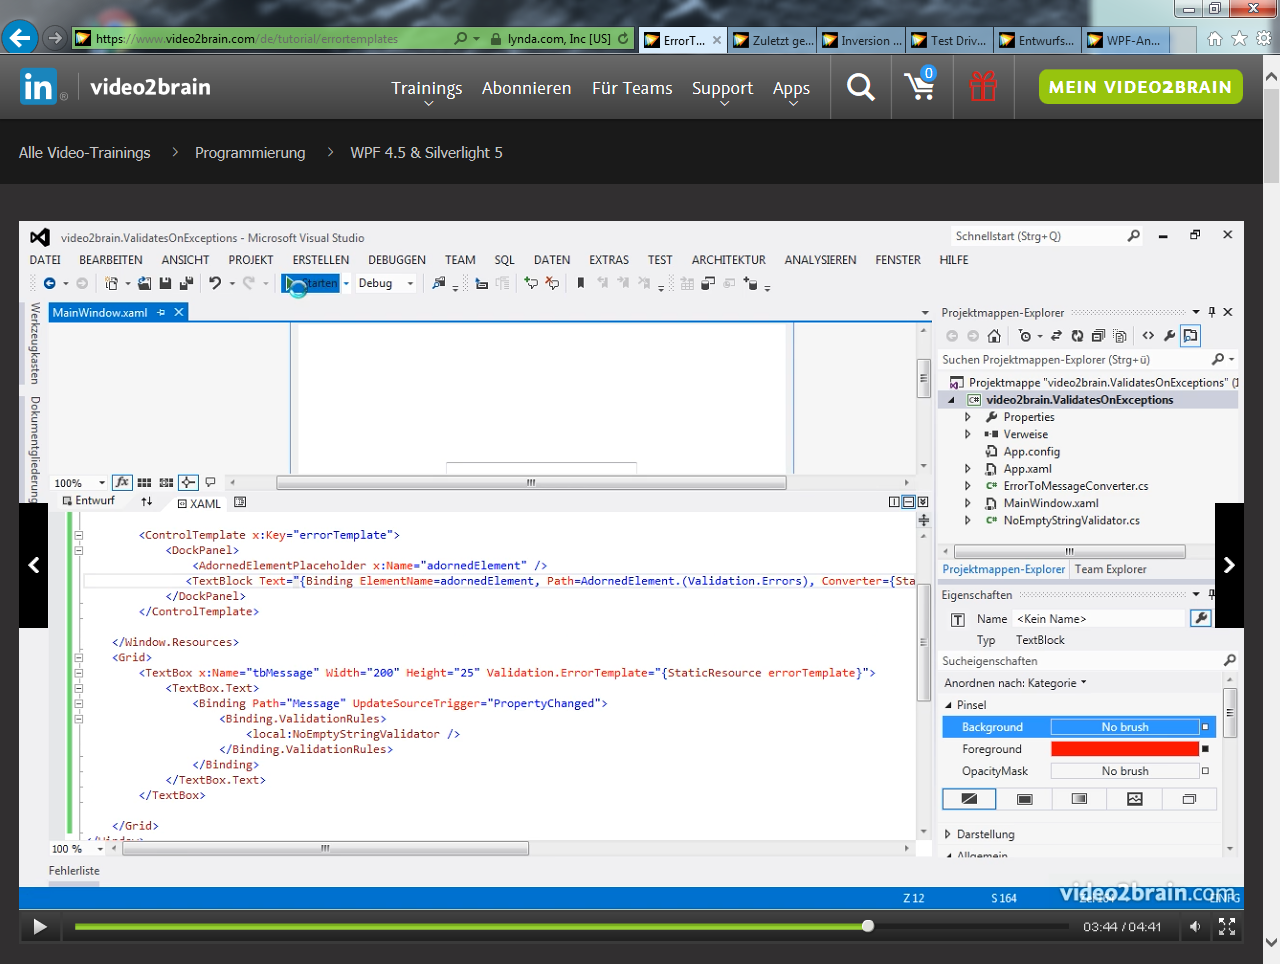 https://www.video2brain.com/de/tutorial/errortemplates
lynda.com, Inc [US]
ErrorT...
Zuletzt ge...
Inversion ...
Test Driv...
Entwurfs...
WPF-An...
in
video2brain
Trainings
Abonnieren
Für Teams
Support
Apps
0
MEIN VIDEO2BRAIN
Alle Video-Trainings > Programmierung > WPF 4.5 & Silverlight 5
video2brain.ValidatesOnExceptions - Microsoft Visual Studio
Schnellstart (Strg+Q)
DATEI BEARBEITEN ANSICHT PROJEKT ERSTELLEN DEBUGGEN TEAM SQL DATEN EXTRAS TEST ARCHITEKTUR ANALYSIEREN FENSTER HILFE
Starten
Debug
Werkzeugkasten
Dokumentgliederung
MainWindow.xaml
100%
Entwurf
XAML
<ControlTemplate x:Key="errorTemplate">
<DockPanel>
<AdornedElementPlaceholder x:Name="adornedElement" />
<TextBlock Text="{Binding ElementName=adornedElement, Path=AdornedElement.(Validation.Errors), Converter={Sta
</DockPanel>
</ControlTemplate>
</Window.Resources>
<Grid>
<TextBox x:Name="tbMessage" Width="200" Height="25" Validation.ErrorTemplate="{StaticResource errorTemplate}">
<TextBox.Text>
<Binding Path="Message" UpdateSourceTrigger="PropertyChanged">
<Binding.ValidationRules>
<local:NoEmptyStringValidator />
</Binding.ValidationRules>
</Binding>
</TextBox.Text>
</TextBox>
</Grid>
100 %
Fehlerliste
Projektmappen-Explorer
Suchen Projektmappen-Explorer (Strg+ü)
Projektmappe "video2brain.ValidatesOnExceptions" (1
video2brain.ValidatesOnExceptions
Properties
Verweise
App.config
App.xaml
ErrorToMessageConverter.cs
MainWindow.xaml
NoEmptyStringValidator.cs
Projektmappen-Explorer
Team Explorer
Eigenschaften
Name <Kein Name>
Typ TextBlock
Sucheigenschaften
Anordnen nach: Kategorie
Pinsel
Background No brush
Foreground
OpacityMask No brush
Darstellung
Allgemein
Z 12
S 164
video2brain.com
03:44 / 04:41